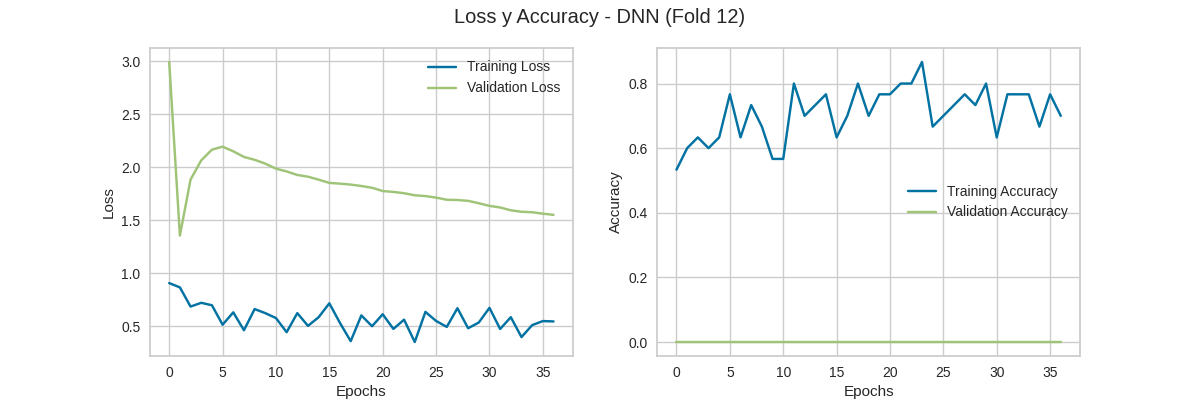 Loss y Accuracy - DNN (Fold 12)
3.0
2.5
2.0
1.5
1.0
0.5
Loss
0 5 10 15 20 25 30 35
Epochs
Training Loss
Validation Loss
0.8
0.6
0.4
0.2
0.0
Accuracy
0 5 10 15 20 25 30 35
Epochs
Training Accuracy
Validation Accuracy